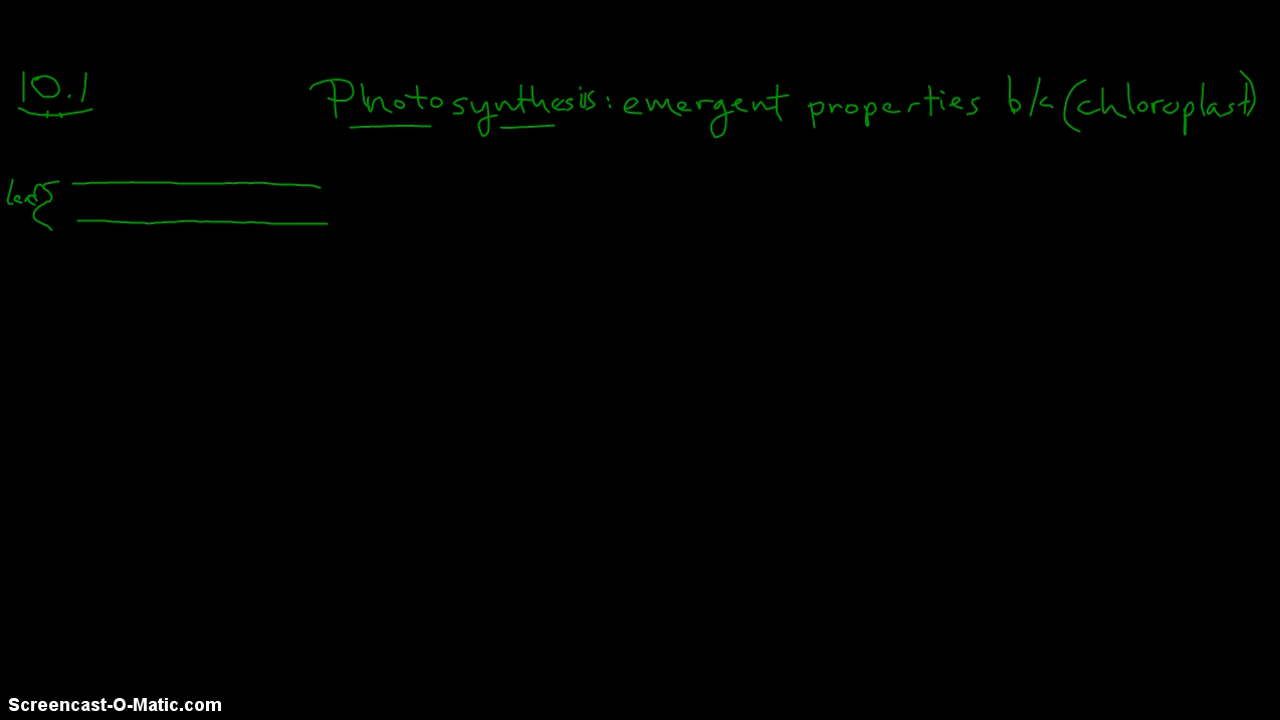 10.1
Photosynthesis: emergent properties b/c (chloroplast)
leaf
Screencast-O-Matic.com